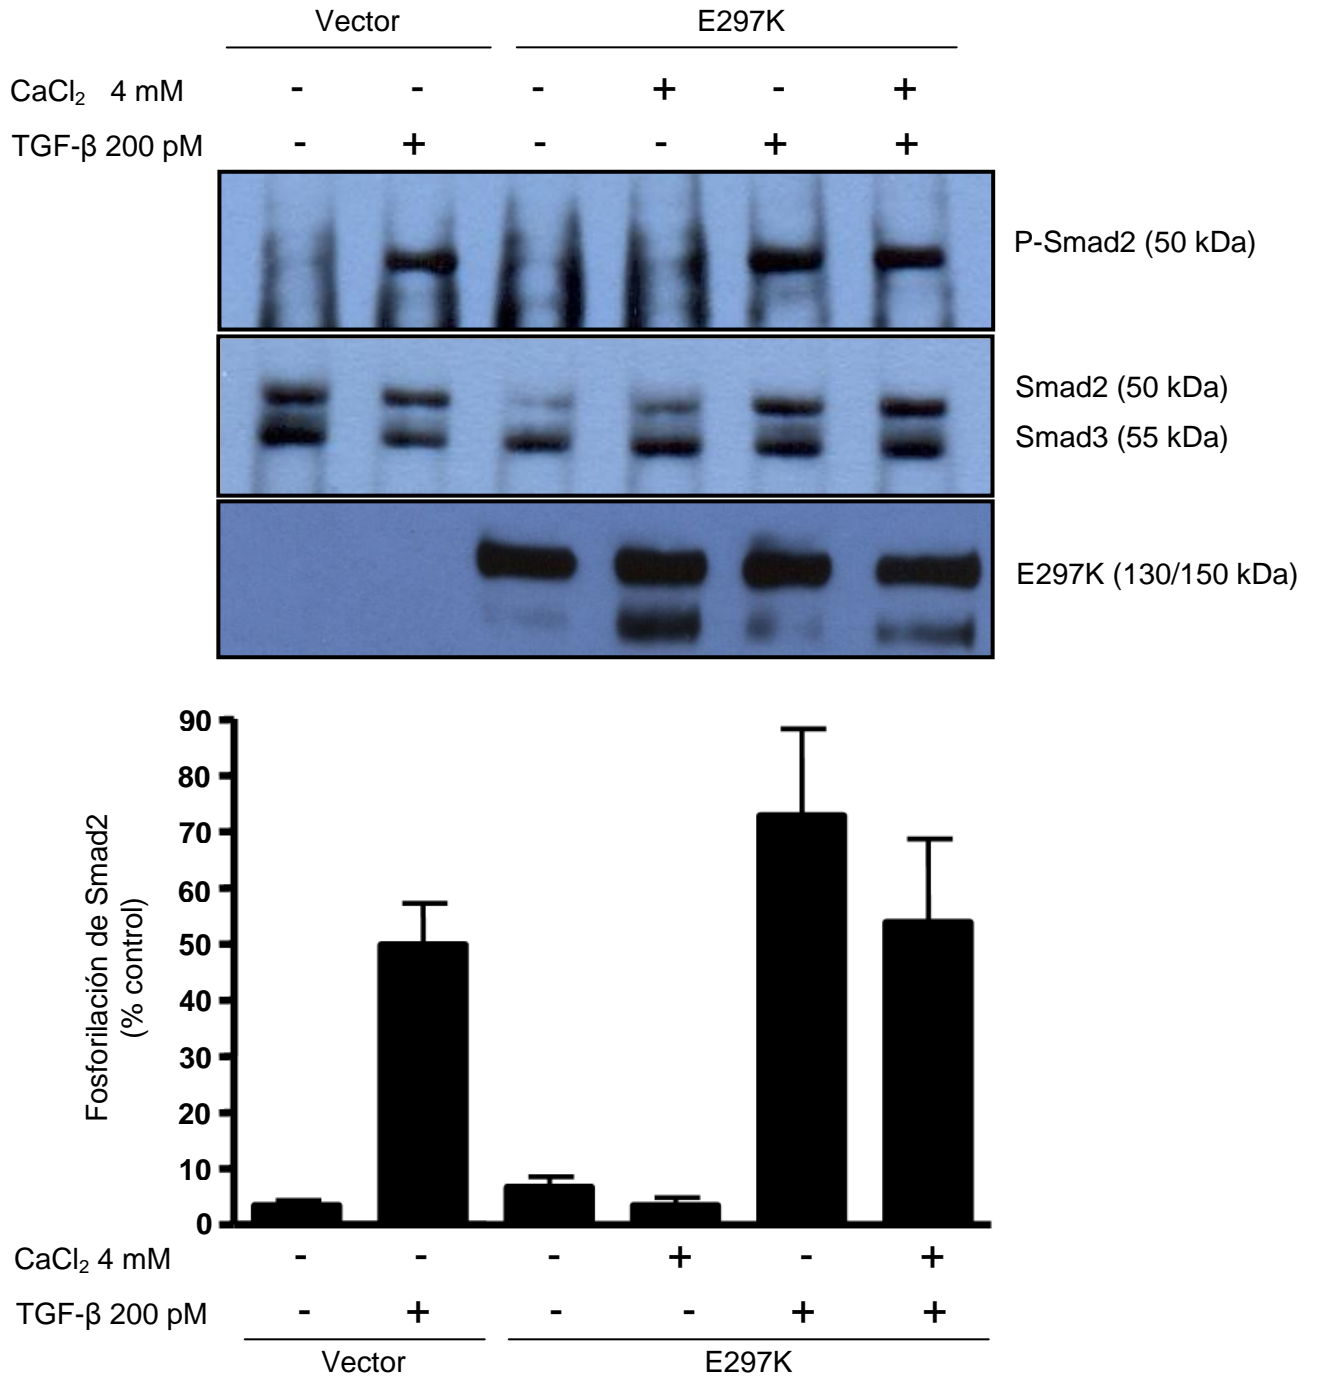 Vector E297K
CaCl₂ 4 mM - - - + - +
TGF-β 200 pM - + - - + +
P-Smad2 (50 kDa)
Smad2 (50 kDa)
Smad3 (55 kDa)
E297K (130/150 kDa)
Fosforilación de Smad2
(% control)
90
80
70
60
50
40
30
20
10
0
CaCl₂ 4 mM - - - + - +
TGF-β 200 pM - + - - + +
Vector E297K